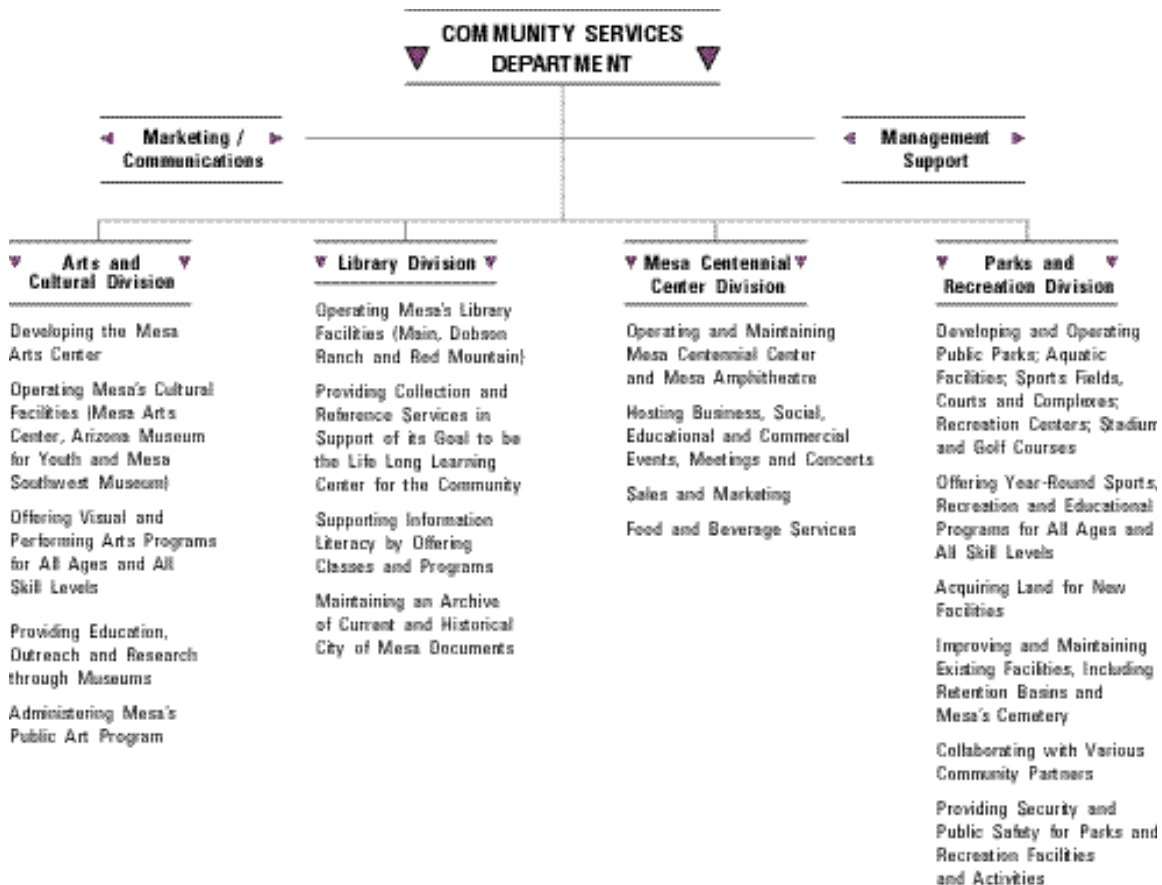 COMMUNITY SERVICES
DEPARTMENT
Marketing /
Communications
Management
Support
Arts and
Cultural Division
Developing the Mesa
Arts Center
Operating Mesa's Cultural
Facilities (Mesa Arts
Center, Arizona Museum
for Youth and Mesa
Southwest Museum)
Offering Visual and
Performing Arts Programs
for All Ages and All
Skill Levels
Providing Education,
Outreach and Research
through Museums
Administering Mesa's
Public Art Program
Library Division
Operating Mesa's Library
Facilities (Main, Dobson
Ranch and Red Mountain)
Providing Collection and
Reference Services in
Support of its Goal to be
the Life Long Learning
Center for the Community
Supporting Information
Literacy by Offering
Classes and Programs
Maintaining an Archive
of Current and Historical
City of Mesa Documents
Mesa Centennial
Center Division
Operating and Maintaining
Mesa Centennial Center
and Mesa Amphitheatre
Hosting Business, Social,
Educational and Commercial
Events, Meetings and Concerts
Sales and Marketing
Food and Beverage Services
Parks and
Recreation Division
Developing and Operating
Public Parks; Aquatic
Facilities; Sports Fields,
Courts and Complexes;
Recreation Centers; Stadium
and Golf Courses
Offering Year-Round Sports,
Recreation and Educational
Programs for All Ages and
All Skill Levels
Acquiring Land for New
Facilities
Improving and Maintaining
Existing Facilities, Including
Retention Basins and
Mesa's Cemetery
Collaborating with Various
Community Partners
Providing Security and
Public Safety for Parks and
Recreation Facilities
and Activities